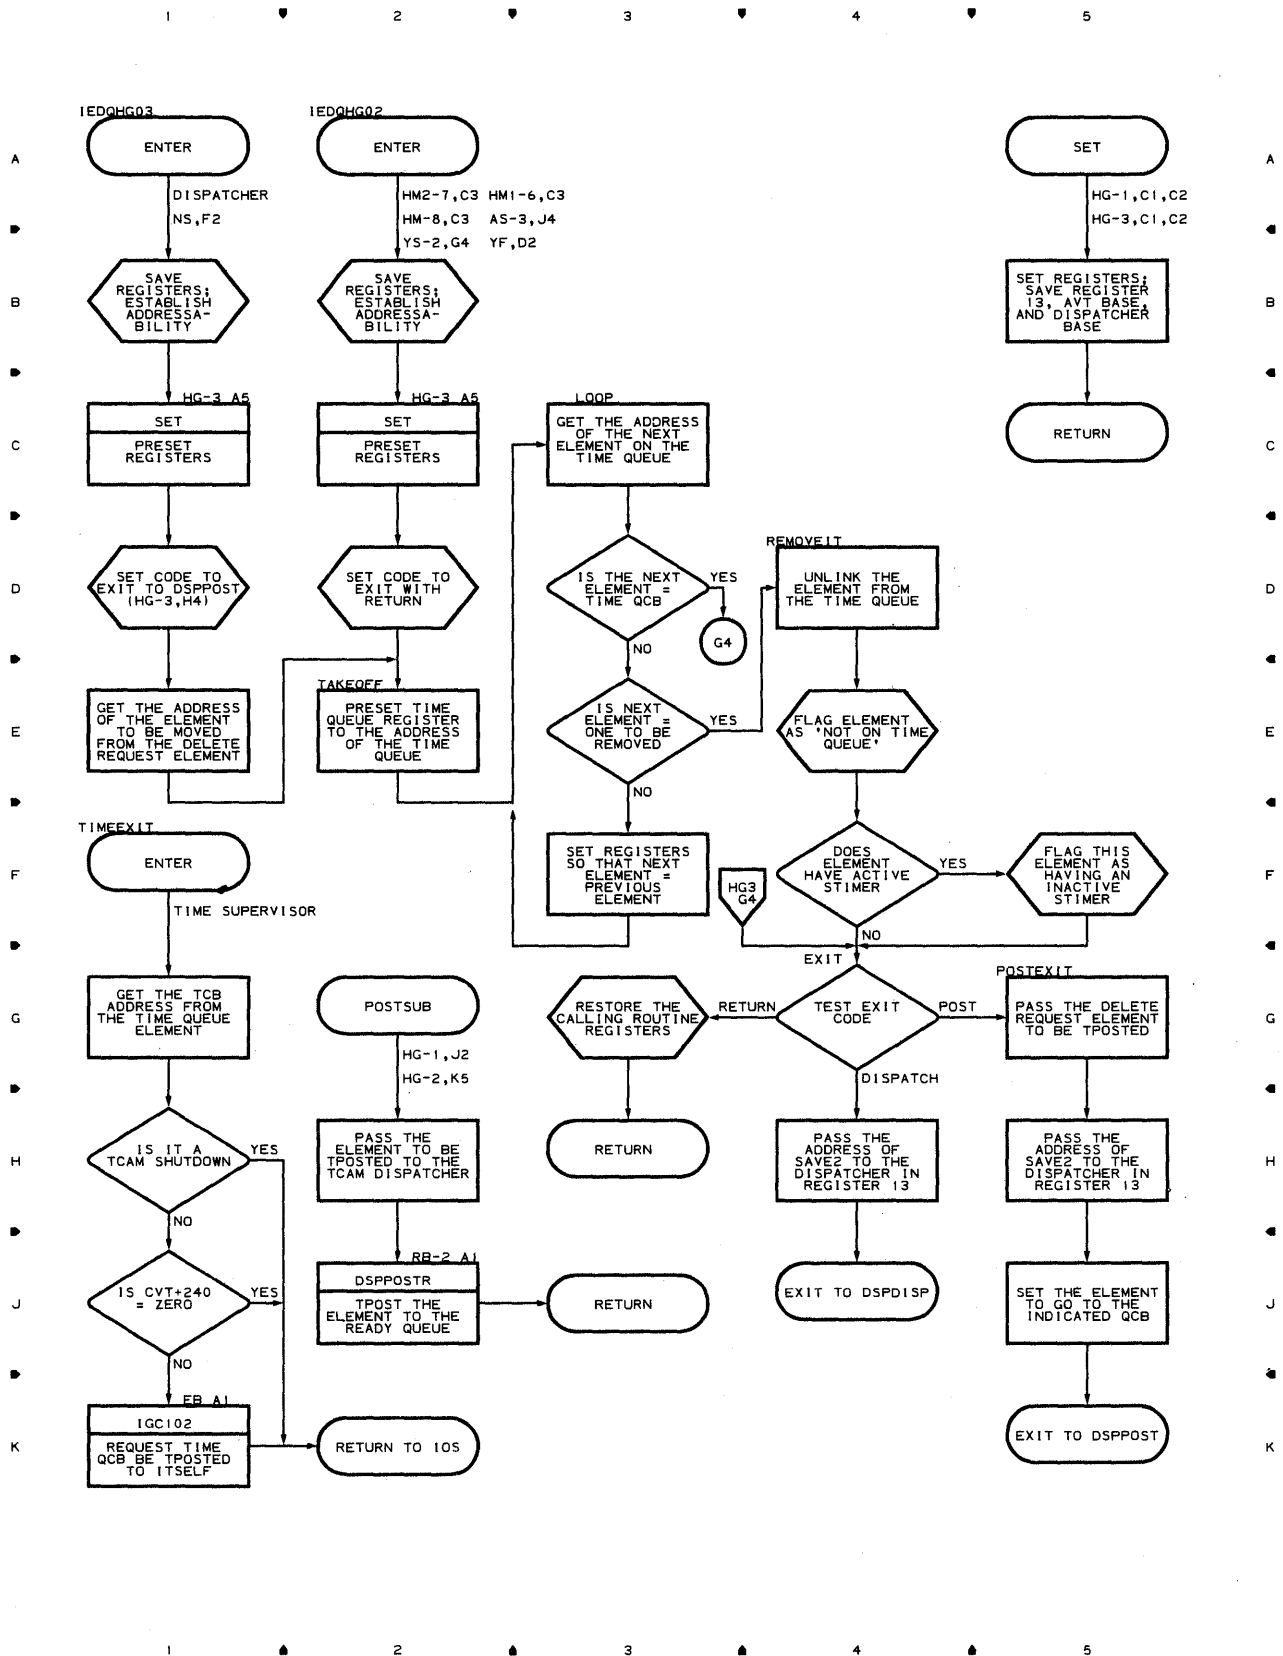 1 2 3 4 5
IEDQHG03
ENTER
DISPATCHER
NS,F2
SAVE
REGISTERS;
ESTABLISH
ADDRESSA-
BILITY
HG-3 A5
SET
PRESET
REGISTERS
SET CODE TO
EXIT TO DSPPOST
(HG-3,H4)
GET THE ADDRESS
OF THE ELEMENT
TO BE MOVED
FROM THE DELETE
REQUEST ELEMENT
TIMEEXIT
ENTER
TIME SUPERVISOR
GET THE TCB
ADDRESS FROM
THE TIME QUEUE
ELEMENT
IS IT A
TCAM SHUTDOWN
YES
NO
IS CVT+240
= ZERO
YES
NO
EB A1
IGC102
REQUEST TIME
QCB BE TPOSTED
TO ITSELF
IEDQHG02
ENTER
HM2-7,C3 HM1-6,C3
HM-8,C3 AS-3,J4
YS-2,G4 YF,D2
SAVE
REGISTERS;
ESTABLISH
ADDRESSA-
BILITY
HG-3 A5
SET
PRESET
REGISTERS
SET CODE TO
EXIT WITH
RETURN
TAKEOFF
PRESET TIME
QUEUE REGISTER
TO THE ADDRESS
OF THE TIME
QUEUE
POSTSUB
HG-1,J2
HG-2,K5
PASS THE
ELEMENT TO BE
TPOSTED TO THE
TCAM DISPATCHER
RB-2 A1
DSPPOSTR
TPOST THE
ELEMENT TO THE
READY QUEUE
RETURN TO IOS
LOOP
GET THE ADDRESS
OF THE NEXT
ELEMENT ON THE
TIME QUEUE
IS THE NEXT
ELEMENT =
TIME QCB
YES
G4
NO
IS NEXT
ELEMENT =
ONE TO BE
REMOVED
YES
NO
SET REGISTERS
SO THAT NEXT
ELEMENT =
PREVIOUS
ELEMENT
RESTORE THE
CALLING ROUTINE
REGISTERS
RETURN
RETURN
REMOVEIT
UNLINK THE
ELEMENT FROM
THE TIME QUEUE
FLAG ELEMENT
AS 'NOT ON TIME
QUEUE'
DOES
ELEMENT
HAVE ACTIVE
STIMER
YES
NO
HG3
G4
EXIT
TEST EXIT
CODE
RETURN
POST
DISPATCH
PASS THE
ADDRESS OF
SAVE2 TO THE
DISPATCHER IN
REGISTER 13
EXIT TO DSPDISP
SET
HG-1,C1,C2
HG-3,C1,C2
SET REGISTERS;
SAVE REGISTER
13, AVT BASE,
AND DISPATCHER
BASE
RETURN
FLAG THIS
ELEMENT AS
HAVING AN
INACTIVE
STIMER
POSTEXIT
PASS THE DELETE
REQUEST ELEMENT
TO BE TPOSTED
PASS THE
ADDRESS OF
SAVE2 TO THE
DISPATCHER IN
REGISTER 13
SET THE ELEMENT
TO GO TO THE
INDICATED QCB
EXIT TO DSPPOST
A A
B B
C C
D D
E E
F F
G G
H H
J J
K K
1 2 3 4 5